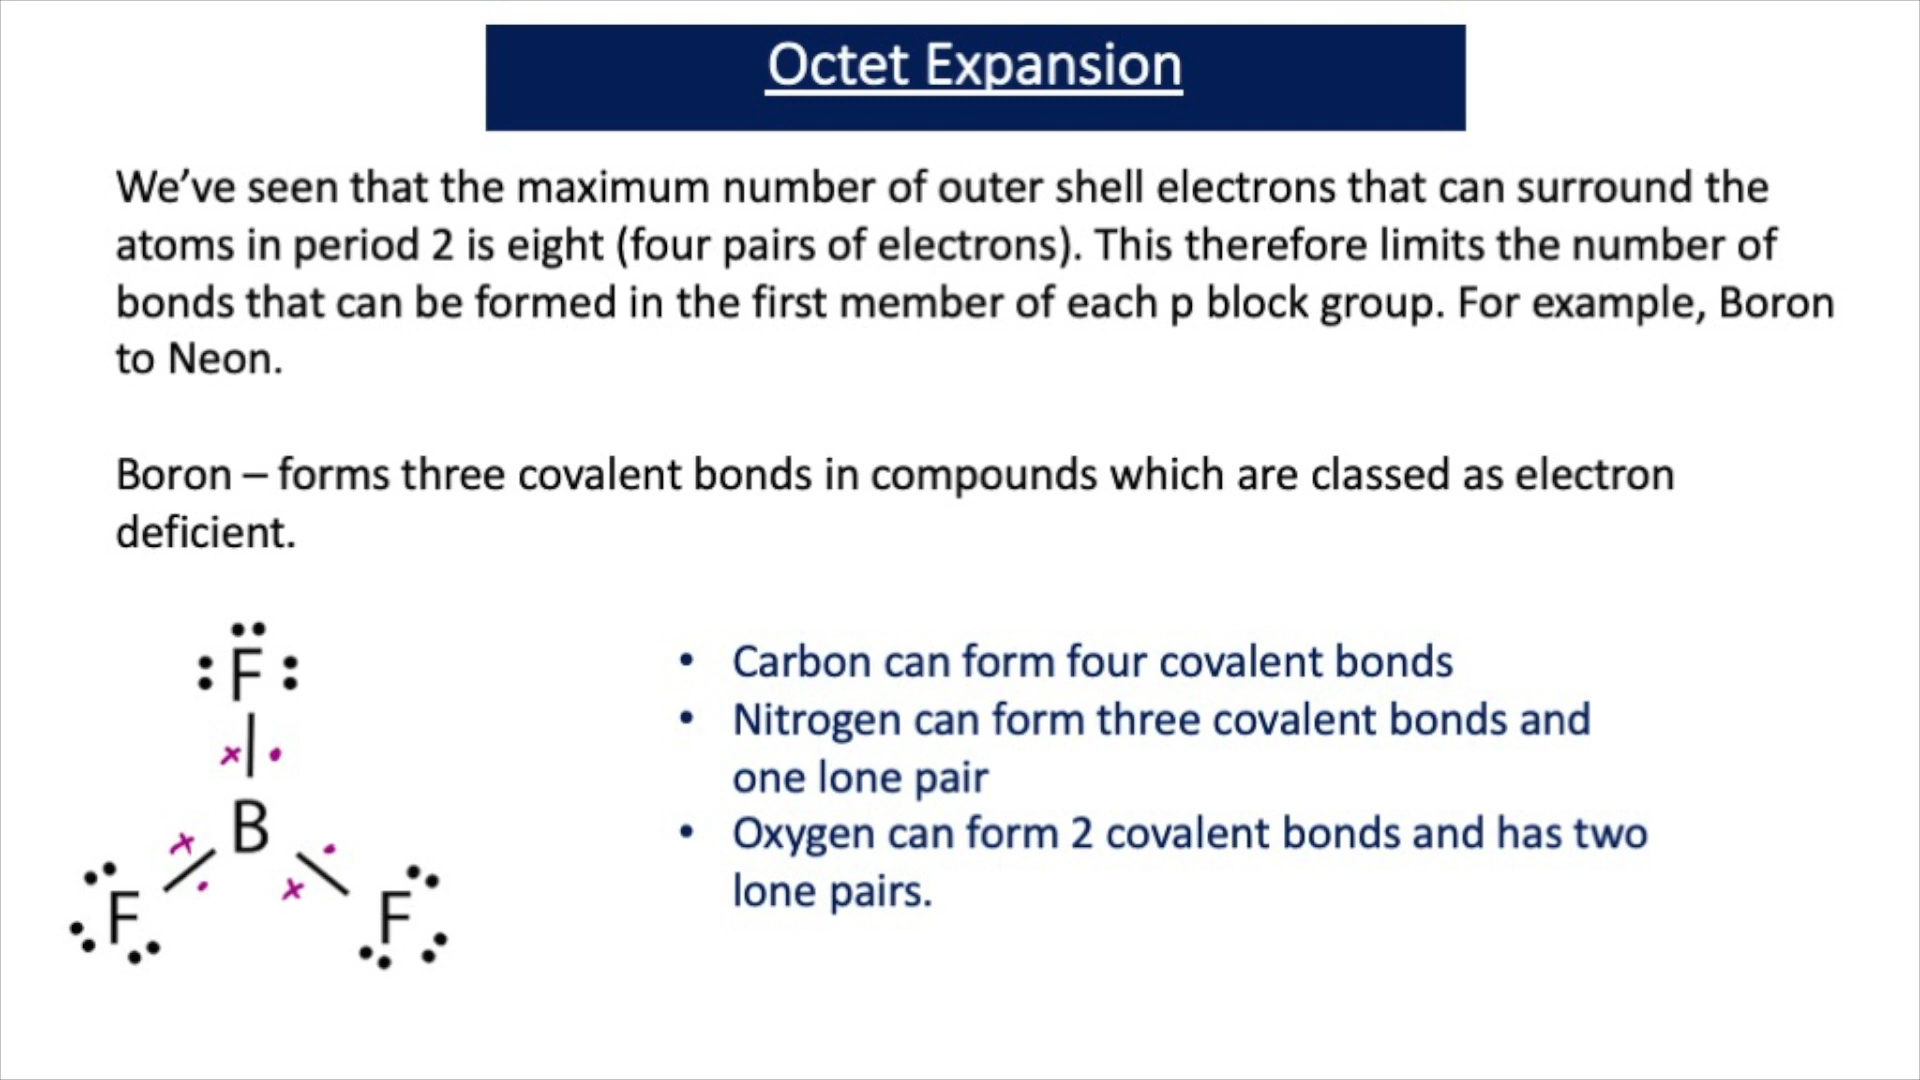 Octet Expansion
We've seen that the maximum number of outer shell electrons that can surround the
atoms in period 2 is eight (four pairs of electrons). This therefore limits the number of
bonds that can be formed in the first member of each p block group. For example, Boron
to Neon.
Boron – forms three covalent bonds in compounds which are classed as electron
deficient.
F
B
F F
• Carbon can form four covalent bonds
• Nitrogen can form three covalent bonds and
one lone pair
• Oxygen can form 2 covalent bonds and has two
lone pairs.